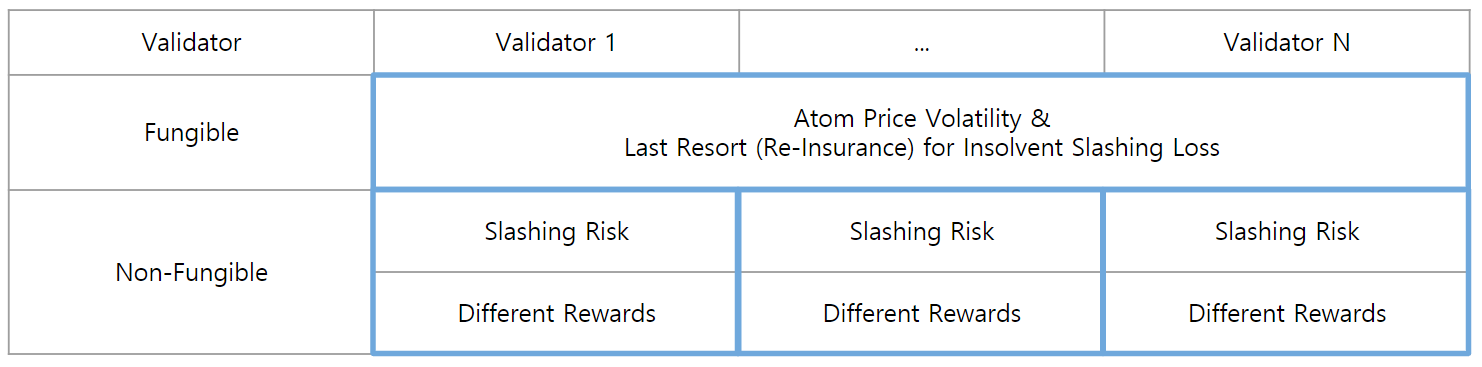 Validator
Validator 1
...
Validator N
Fungible
Atom Price Volatility &
Last Resort (Re-Insurance) for Insolvent Slashing Loss
Non-Fungible
Slashing Risk
Slashing Risk
Slashing Risk
Different Rewards
Different Rewards
Different Rewards